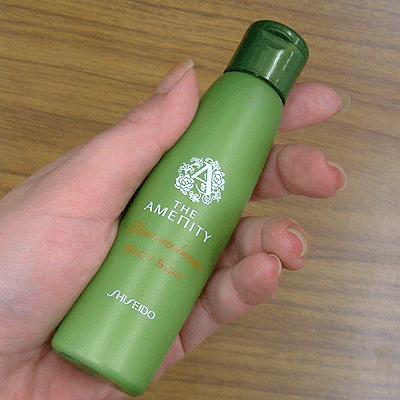 A
THE
AMENITY
Body Soap
SHISEIDO